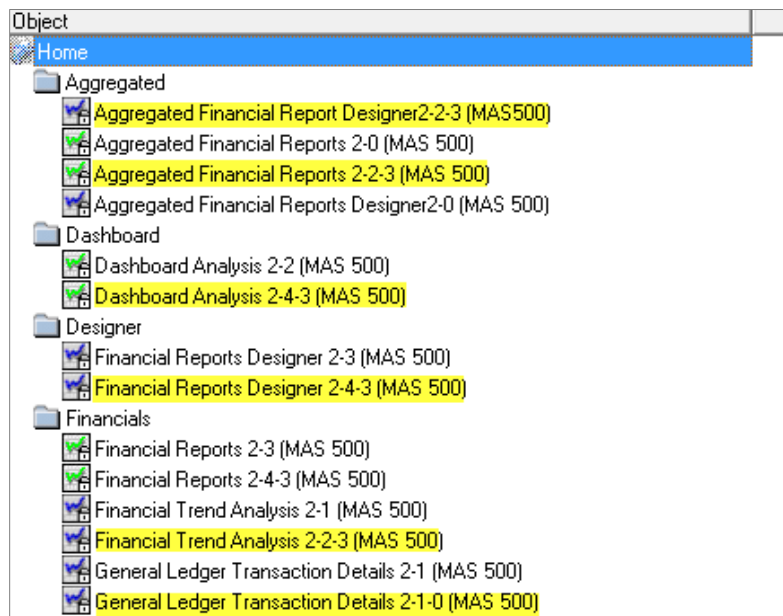 Object
Home
Aggregated
Aggregated Financial Report Designer2-2-3 (MAS500)
Aggregated Financial Reports 2-0 (MAS 500)
Aggregated Financial Reports 2-2-3 (MAS 500)
Aggregated Financial Reports Designer2-0 (MAS 500)
Dashboard
Dashboard Analysis 2-2 (MAS 500)
Dashboard Analysis 2-4-3 (MAS 500)
Designer
Financial Reports Designer 2-3 (MAS 500)
Financial Reports Designer 2-4-3 (MAS 500)
Financials
Financial Reports 2-3 (MAS 500)
Financial Reports 2-4-3 (MAS 500)
Financial Trend Analysis 2-1 (MAS 500)
Financial Trend Analysis 2-2-3 (MAS 500)
General Ledger Transaction Details 2-1 (MAS 500)
General Ledger Transaction Details 2-1-0 (MAS 500)